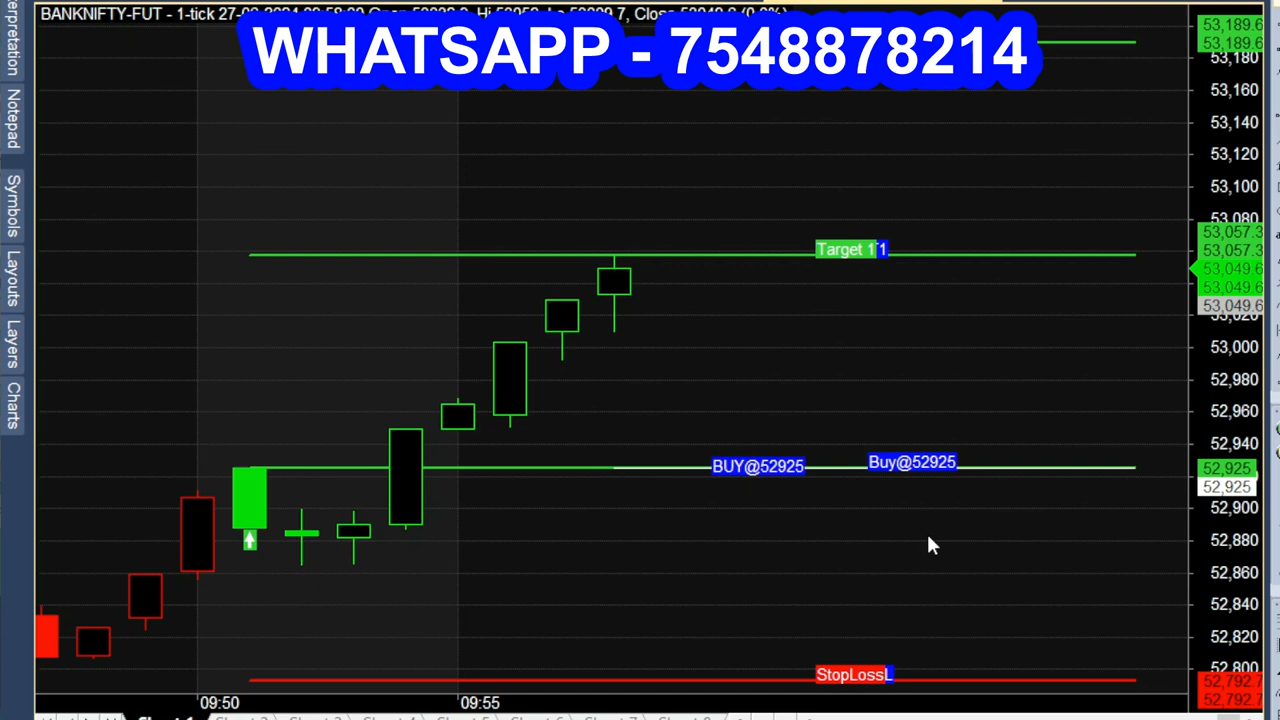 BANKNIFTY-FUT - 1-tick
WHATSAPP - 7548878214
53,189.6
53,189.6
53,180
53,160
53,140
53,120
53,100
53,080
53,057.3
53,057.3
53,049.6
53,049.6
53,049.6
53,000
52,980
52,960
52,940
52,925
52,925
52,900
52,880
52,860
52,840
52,820
52,800
52,792.7
52,792.7
Target 1
BUY@52925
Buy@52925
StopLoss
09:50
09:55
Notepad
Symbols
Layouts
Layers
Charts